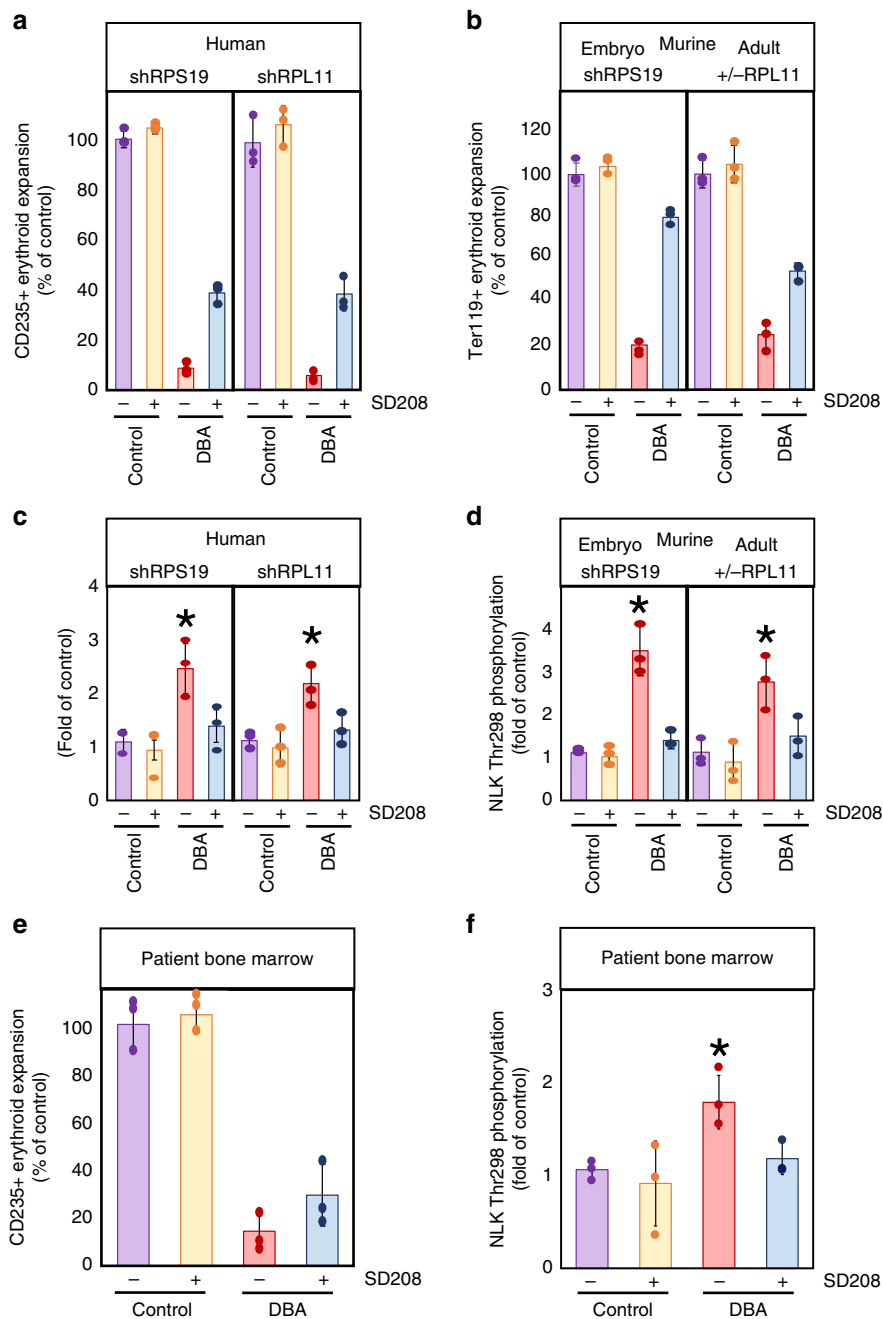 a
Human
shRPS19 shRPL11
CD235+ erythroid expansion
(% of control)
100
80
60
40
20
0
– + – + – + – + SD208
Control DBA Control DBA
b
Embryo Murine Adult
shRPS19 +/–RPL11
Ter119+ erythroid expansion
(% of control)
120
100
80
60
40
20
0
– + – + – + – + SD208
Control DBA Control DBA
c
Human
shRPS19 shRPL11
(Fold of control)
4
3
2
1
0
* *
– + – + – + – + SD208
Control DBA Control DBA
d
Embryo Murine Adult
shRPS19 +/–RPL11
NLK Thr298 phosphorylation
(fold of control)
4
3
2
1
0
* *
– + – + – + – + SD208
Control DBA Control DBA
e
Patient bone marrow
CD235+ erythroid expansion
(% of control)
100
80
60
40
20
0
– + – + SD208
Control DBA
f
Patient bone marrow
NLK Thr298 phosphorylation
(fold of control)
3
2
1
0
*
– + – + SD208
Control DBA